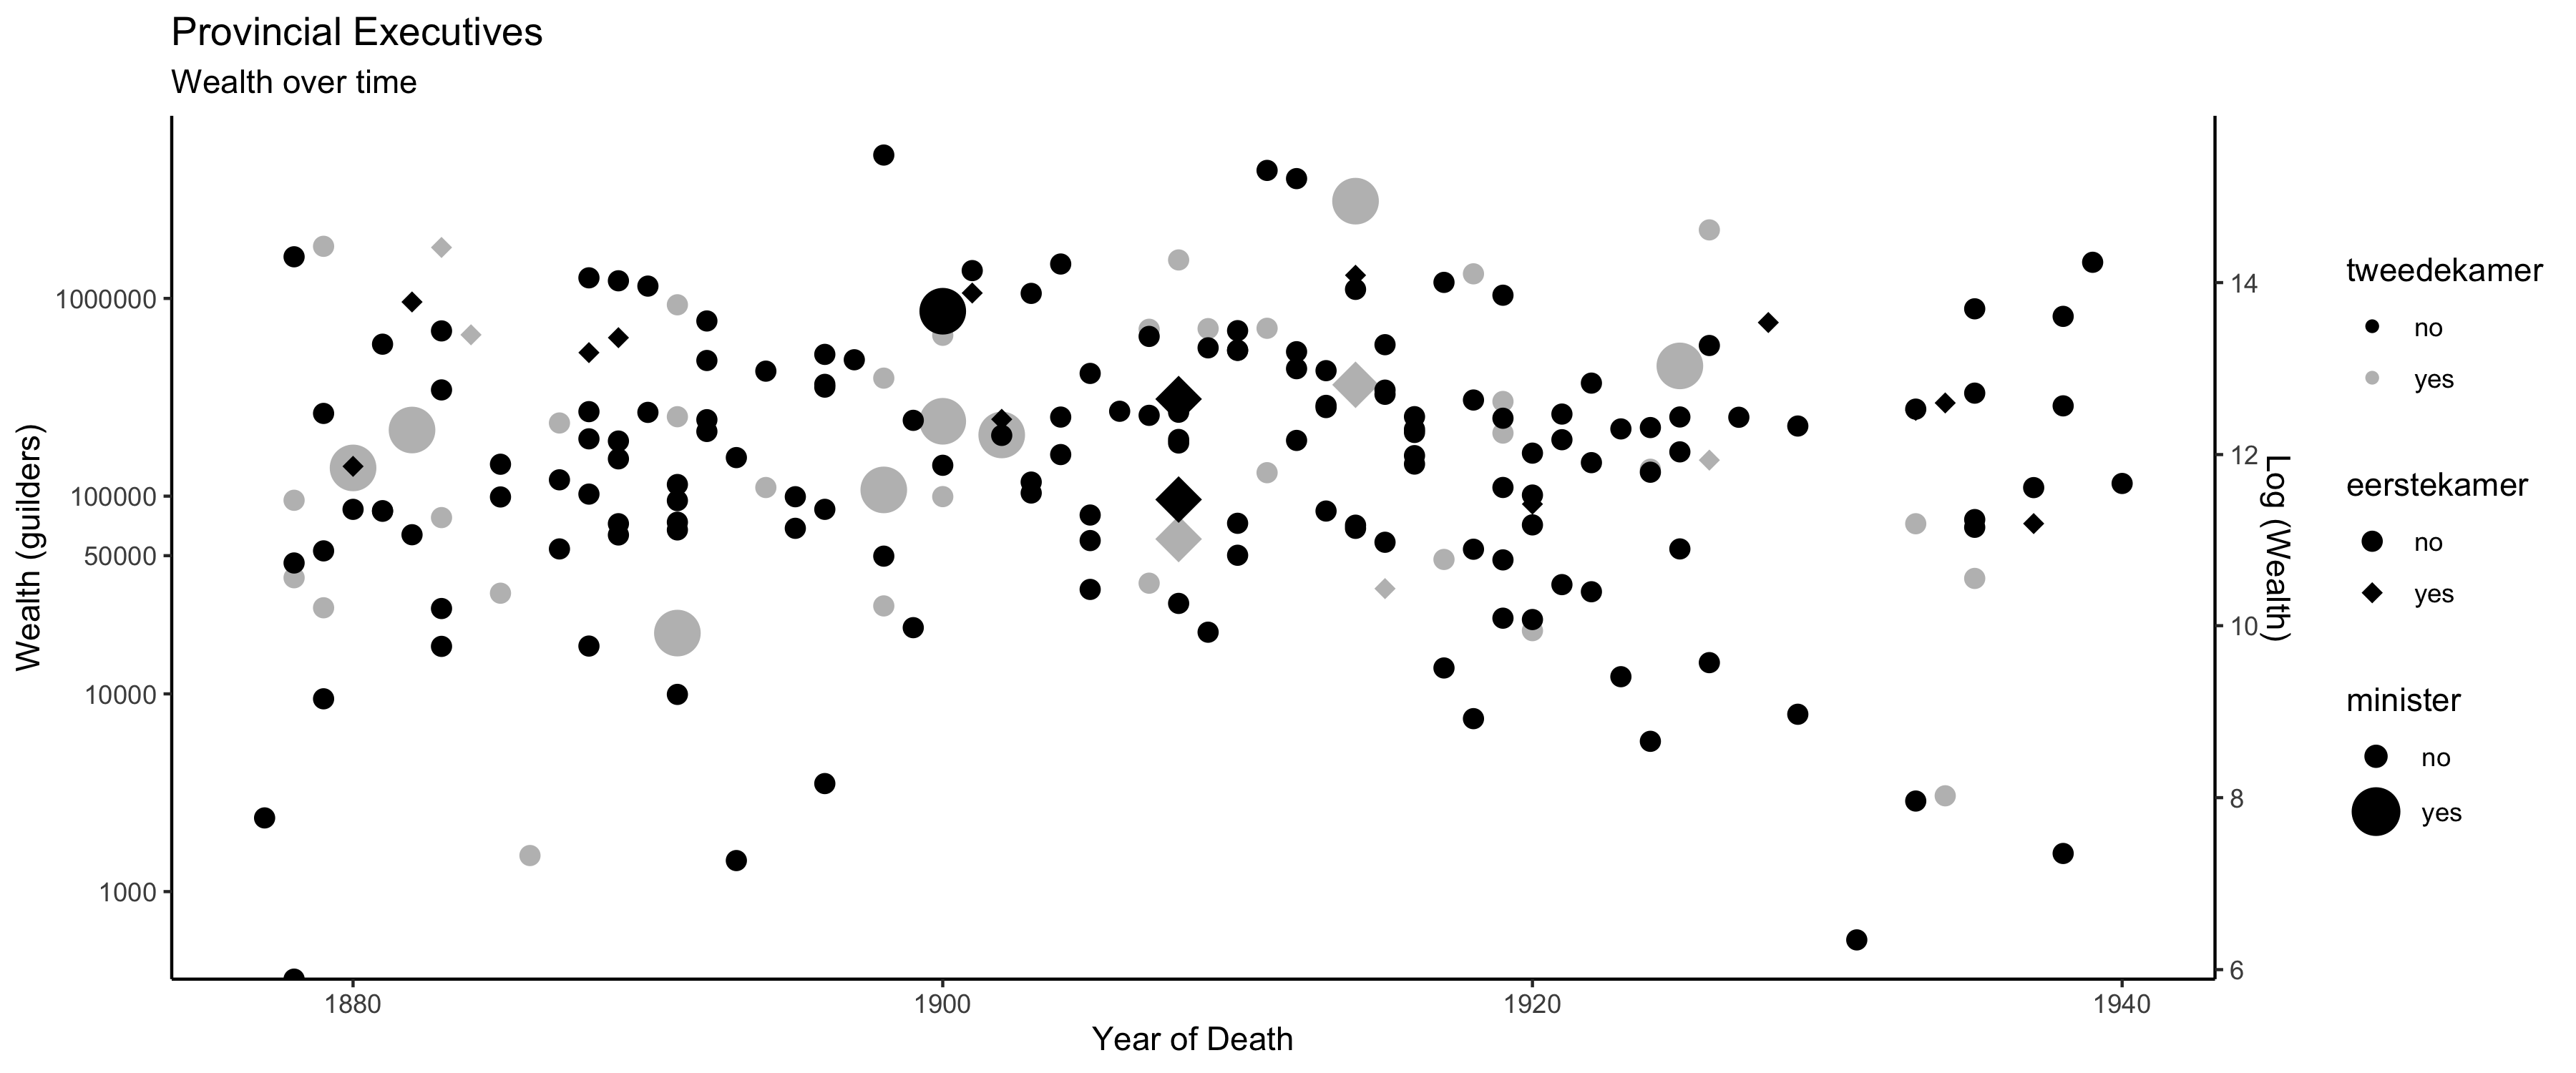 Provincial Executives
Wealth over time
Wealth (guilders)
1000000
100000
50000
10000
1000
1880
1900
1920
1940
Year of Death
14
12
10
8
6
Log (Wealth)
tweedekamer
no
yes
eerstekamer
no
yes
minister
no
yes